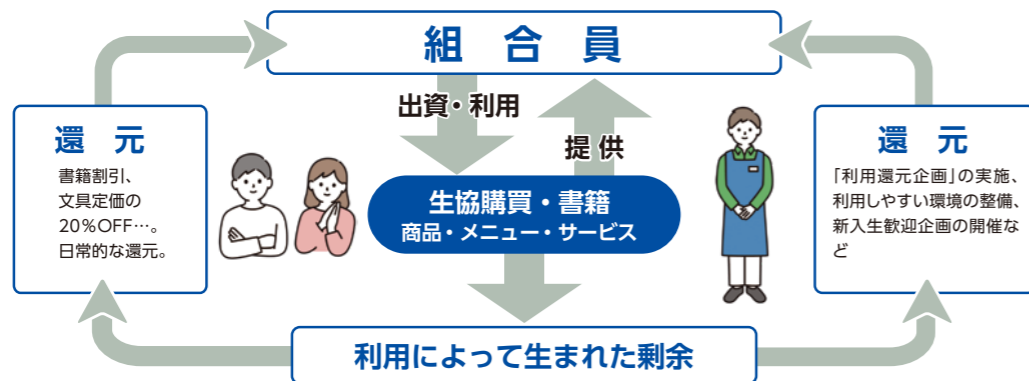 組合員
出資・利用
提供
還元
書籍割引、
文具定価の
20%OFF…。
日常的な還元。
生協購買・書籍
商品・メニュー・サービス
還元
「利用還元企画」の実施、
利用しやすい環境の整備、
新入生歓迎企画の開催な
ど
利用によって生まれた剰余